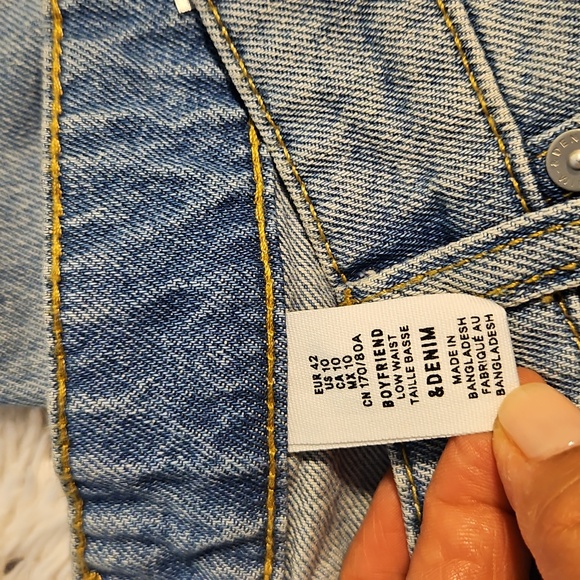 EUR 42
US 10
CA 10
MX 10
CN 170/80A
BOYFRIEND
LOW WAIST
TAILLE BASSE
&DENIM
MADE IN
BANGLADESH
FABRIQUÉ AU
BANGLADESH